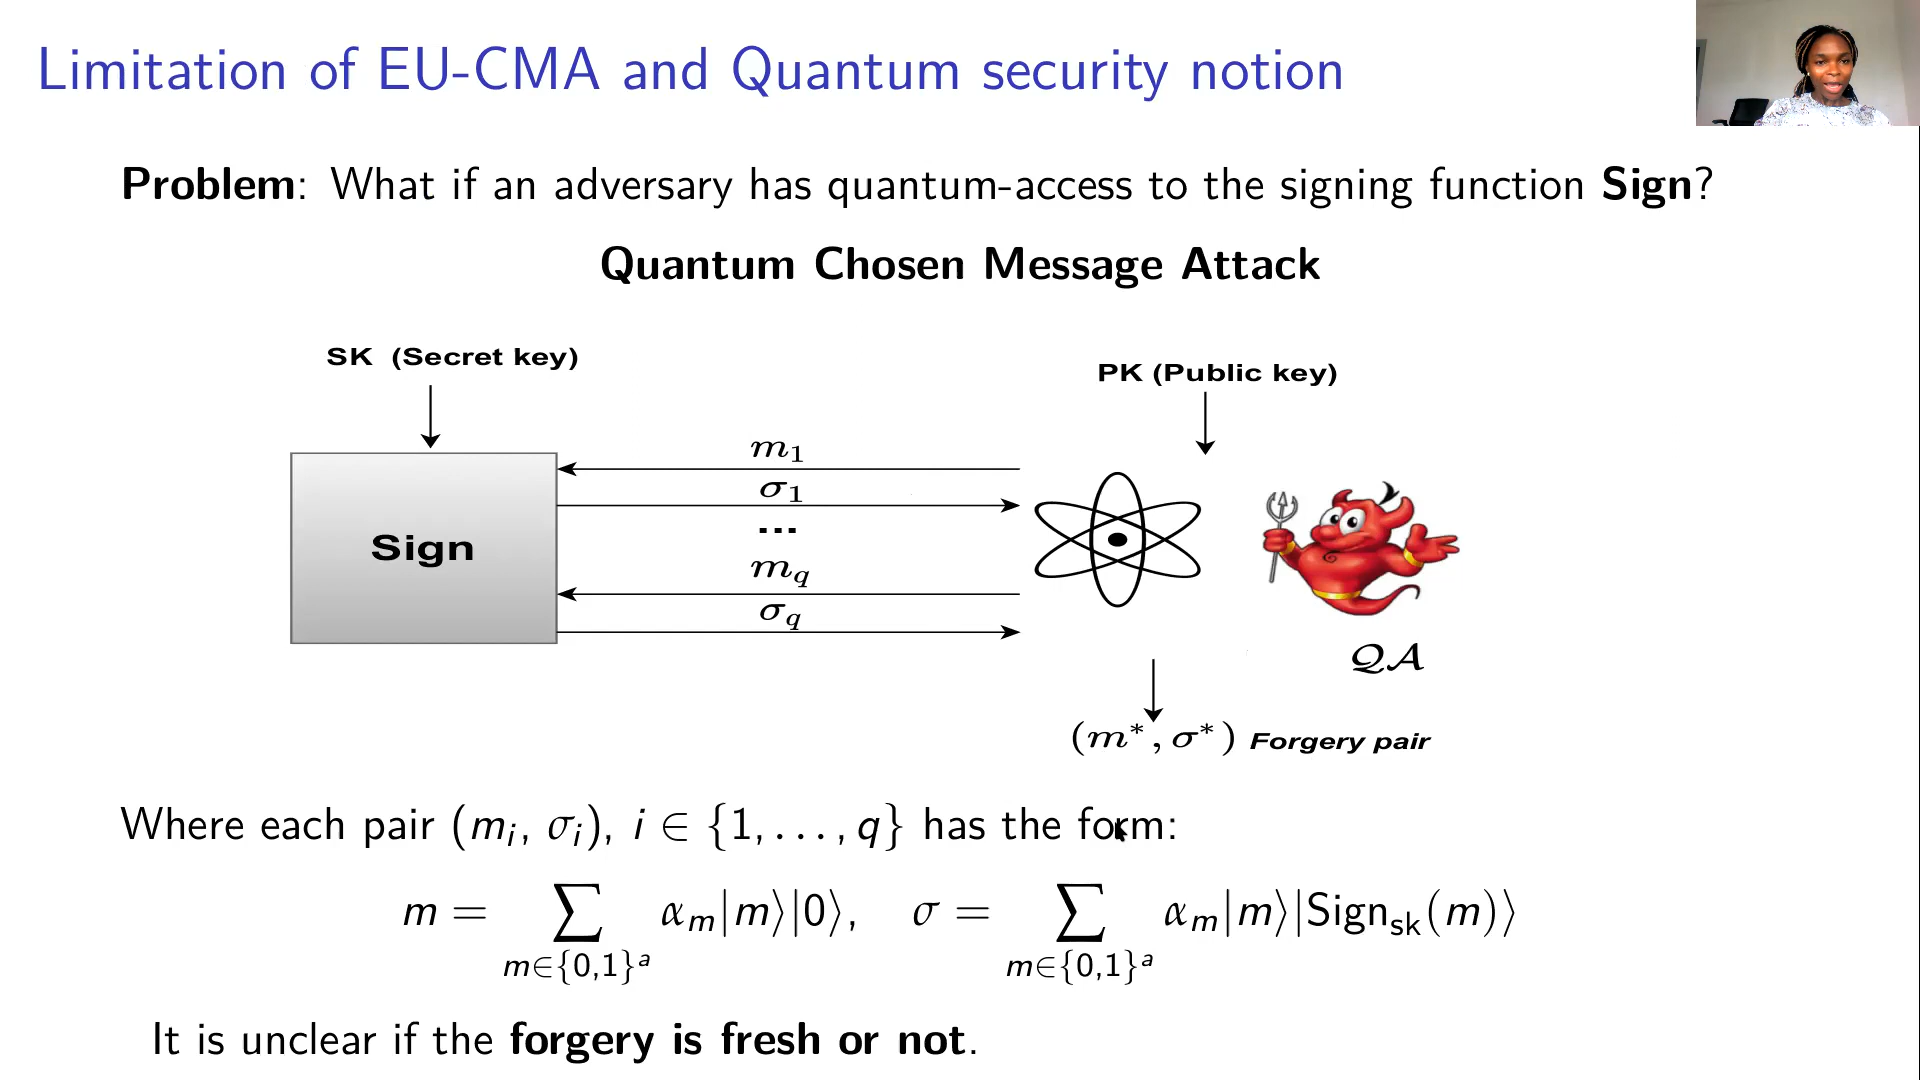 Limitation of EU-CMA and Quantum security notion
Problem: What if an adversary has quantum-access to the signing function Sign?
Quantum Chosen Message Attack
SK (Secret key)
PK (Public key)
m₁
σ₁
...
Sign
m_q
σ_q
𝒬𝒜
(m*, σ*) Forgery pair
Where each pair (mᵢ, σᵢ), i ∈ {1, . . . , q} has the form:
m = ∑_{m∈{0,1}ᵃ} αₘ|m⟩|0⟩, σ = ∑_{m∈{0,1}ᵃ} αₘ|m⟩|Sign_sk(m)⟩
It is unclear if the forgery is fresh or not.